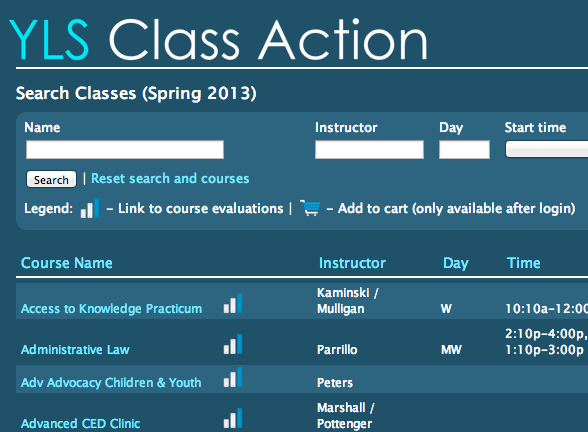 YLS Class Action
Search Classes (Spring 2013)
Name Instructor Day Start time
Search | Reset search and courses
Legend: – Link to course evaluations | – Add to cart (only available after login)
Course Name Instructor Day Time
Kaminski /
Access to Knowledge Practicum Mulligan W 10:10a-12:00
2:10p-4:00p,
Administrative Law Parrillo MW 1:10p-3:00p
Adv Advocacy Children & Youth Peters
Marshall /
Advanced CED Clinic Pottenger